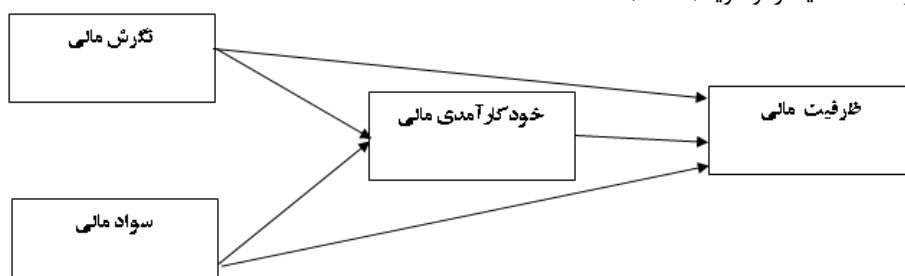 نگرش مالی
خودکارآمدی مالی
ظرفیت مالی
سواد مالی